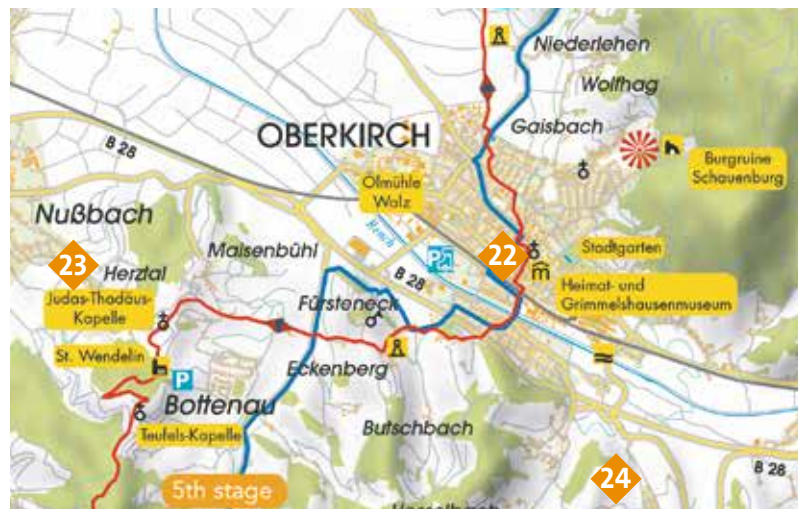 Niederlehen
Wolfhag
Gaisbach
OBERKIRCH
Burgruine
Schauenburg
B 28
Ölmühle
Walz
Nußbach
Rench
Maisenbühl
Stadtgarten
P
22
23
Herztal
B 28
Heimat- und
Grimmelshausenmuseum
Judas-Thadäus-
Kapelle
Fürsteneck
St. Wendelin
P
Eckenberg
Bottenau
Butschbach
Teufels-Kapelle
B 28
24
5th stage
Hesselbach